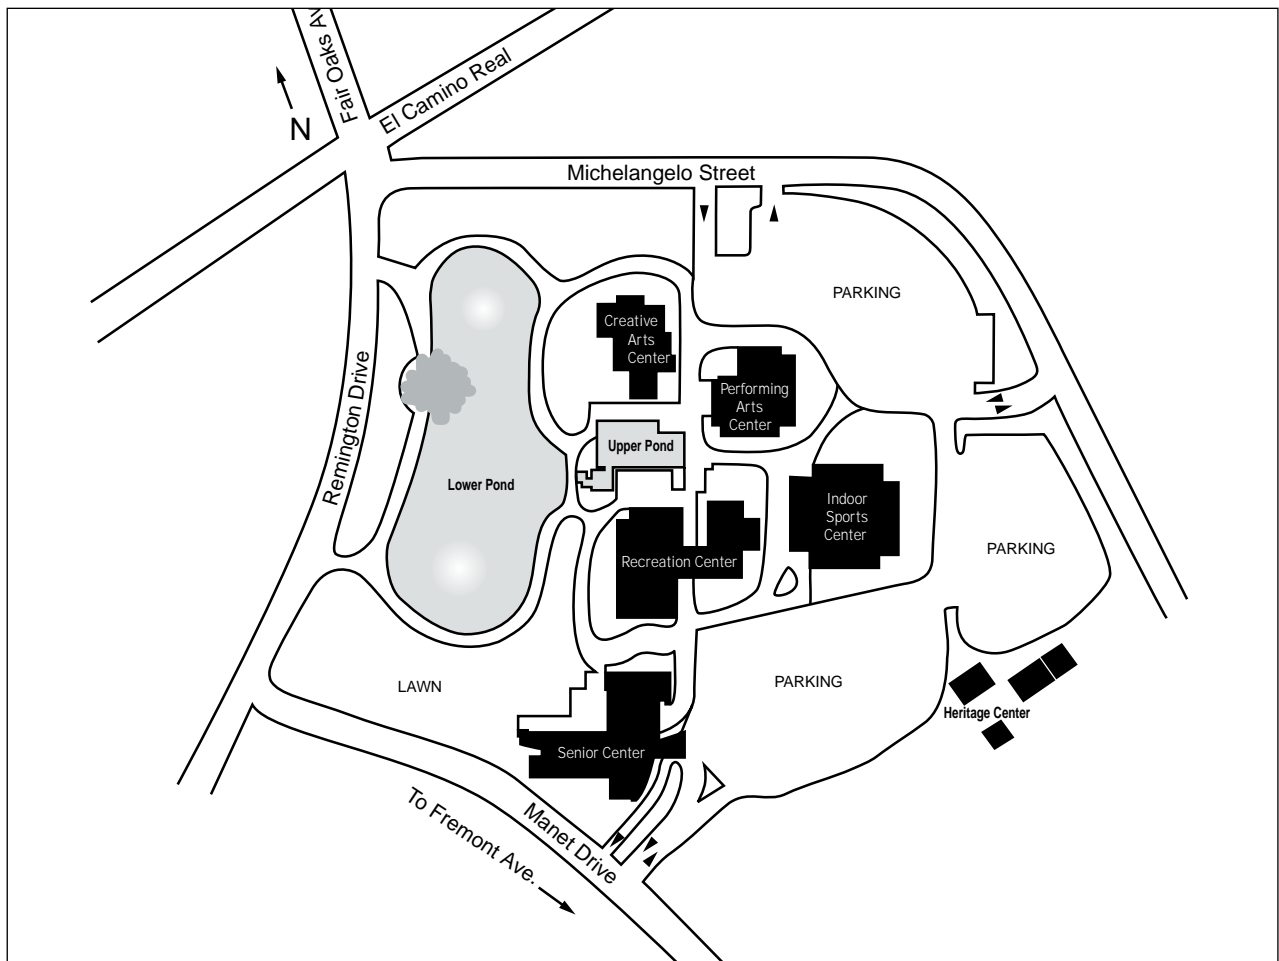 Fair Oaks Av
El Camino Real
N
Michelangelo Street
PARKING
Creative
Arts
Center
Performing
Arts
Center
Remington Drive
Upper Pond
Lower Pond
Indoor
Sports
Center
PARKING
Recreation Center
LAWN
PARKING
Heritage Center
Senior Center
To Fremont Ave.
Manet Drive